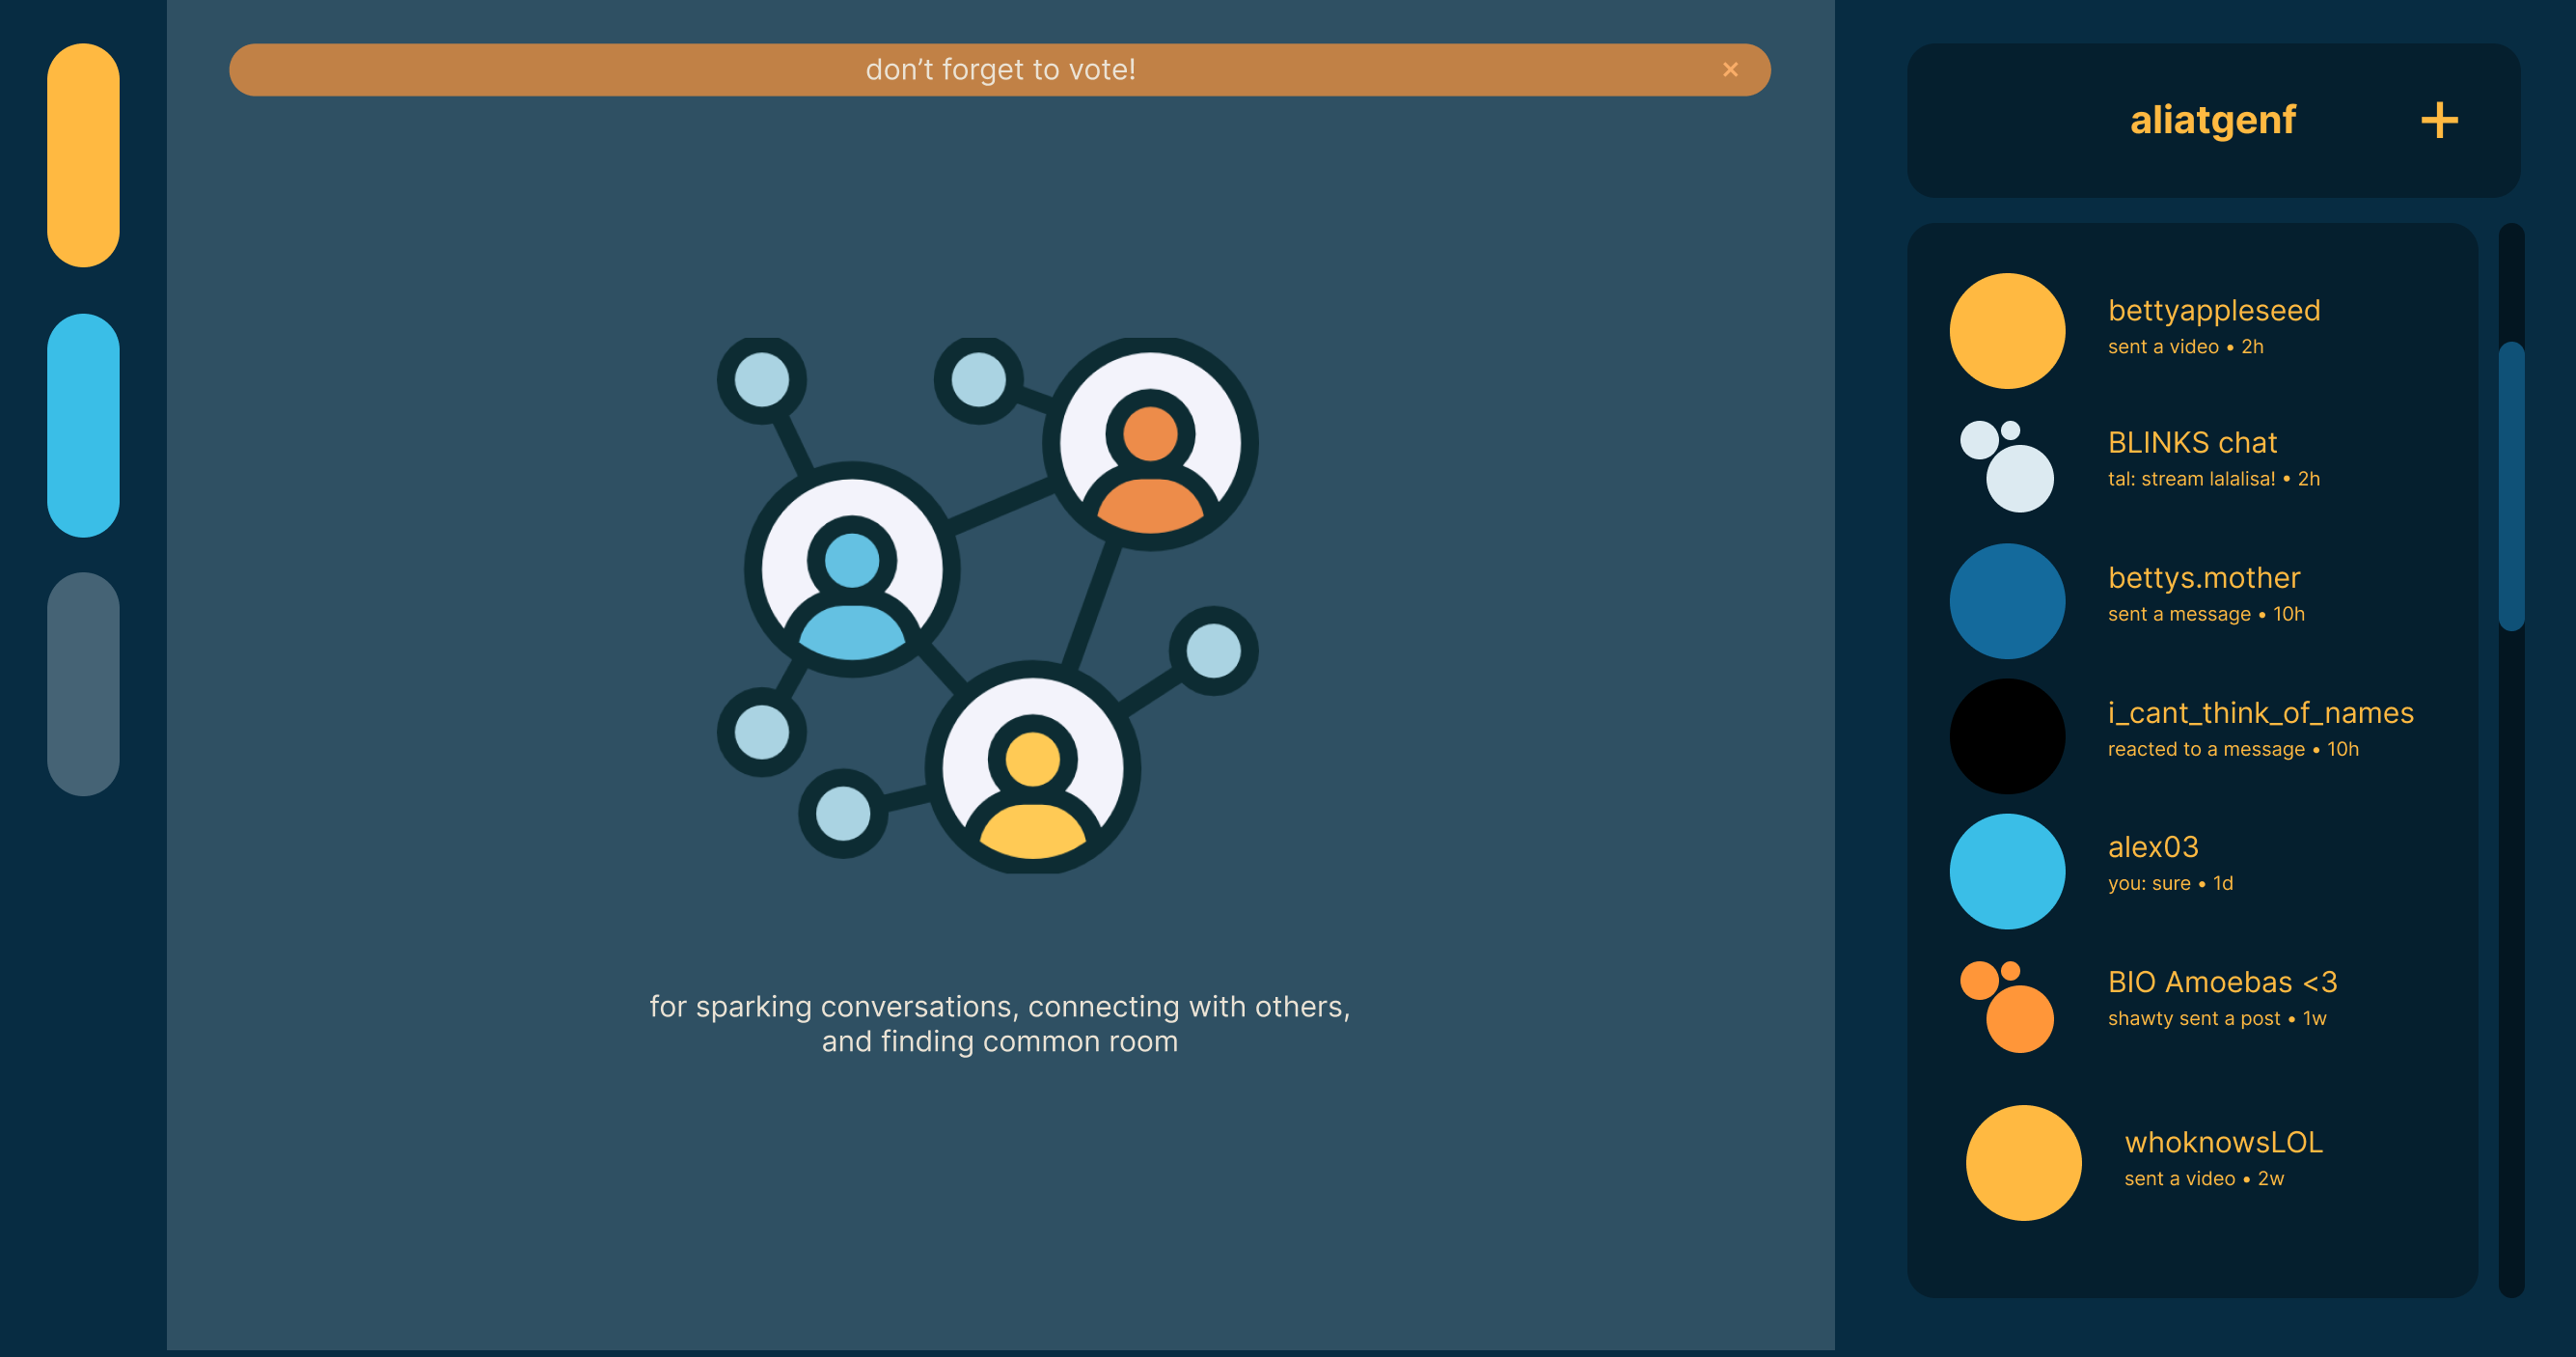 don’t forget to vote!
×
for sparking conversations, connecting with others,
and finding common room
aliatgenf
+
bettyappleseed
sent a video • 2h
BLINKS chat
tal: stream lalalisa! • 2h
bettys.mother
sent a message • 10h
i_cant_think_of_names
reacted to a message • 10h
alex03
you: sure • 1d
BIO Amoebas <3
shawty sent a post • 1w
whoknowsLOL
sent a video • 2w